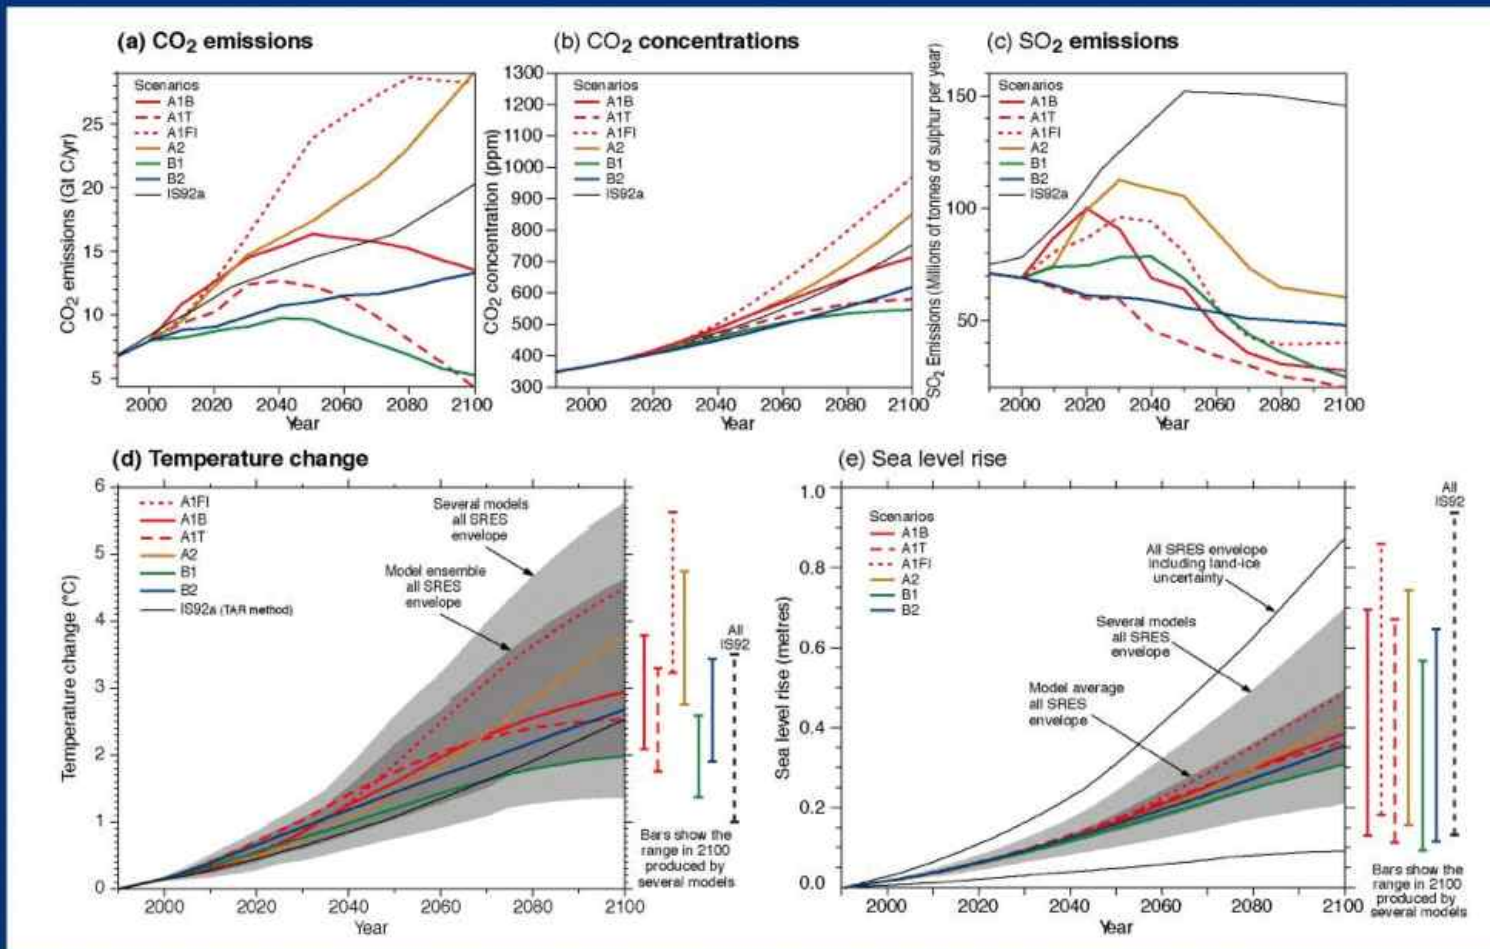 (a) CO2 emissions
Scenarios
A1B
A1T
A1FI
A2
B1
B2
IS92a
CO2 emissions (Gt C/yr)
25
20
15
10
5
2000 2020 2040 2060 2080 2100
Year
(b) CO2 concentrations
Scenarios
A1B
A1T
A1FI
A2
B1
B2
IS92a
CO2 concentration (ppm)
1300
1200
1100
1000
900
800
700
600
500
400
300
2000 2020 2040 2060 2080 2100
Year
(c) SO2 emissions
Scenarios
A1B
A1T
A1FI
A2
B1
B2
IS92a
SO2 Emissions (Millions of tonnes of sulphur per year)
150
100
50
2000 2020 2040 2060 2080 2100
Year
(d) Temperature change
A1FI
A1B
A1T
A2
B1
B2
IS92a (TAR method)
Several models
all SRES
envelope
Model ensemble
all SRES
envelope
Temperature change (°C)
6
5
4
3
2
1
0
2000 2020 2040 2060 2080 2100
Year
All
IS92
Bars show the
range in 2100
produced by
several models
(e) Sea level rise
Scenarios
A1B
A1T
A1FI
A2
B1
B2
All SRES envelope
including land-ice
uncertainty
Several models
all SRES
envelope
Model average
all SRES
envelope
Sea level rise (metres)
1.0
0.8
0.6
0.4
0.2
0.0
2000 2020 2040 2060 2080 2100
Year
All
IS92
Bars show the
range in 2100
produced by
several models